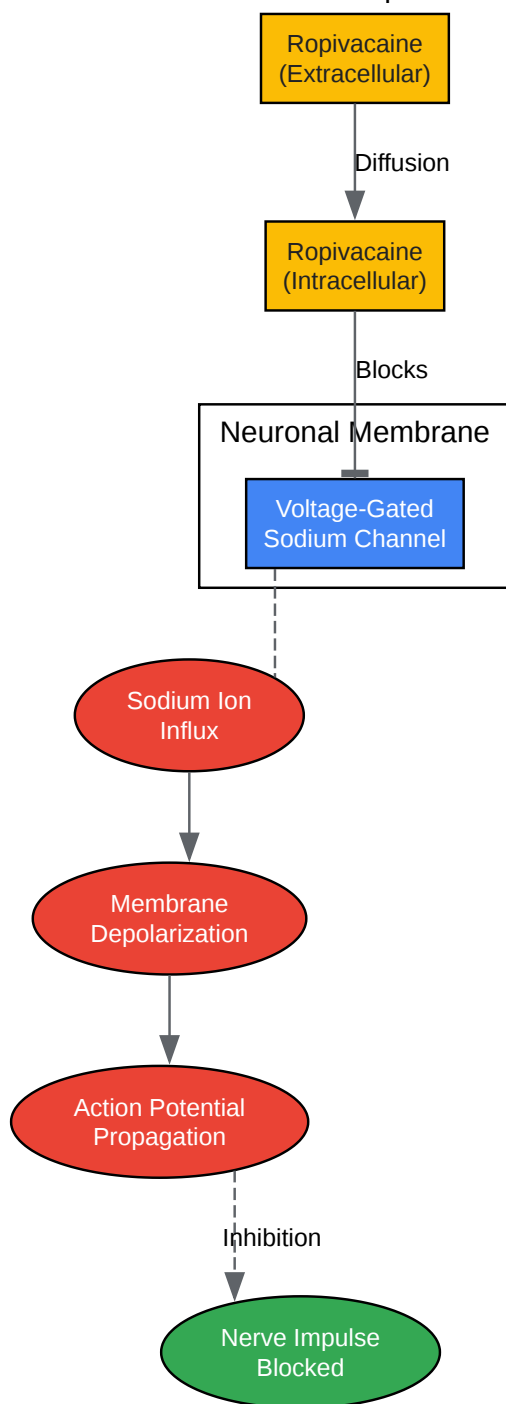 Ropivacaine
(Extracellular)
Diffusion
Ropivacaine
(Intracellular)
Blocks
Neuronal Membrane
Voltage-Gated
Sodium Channel
Sodium Ion
Influx
Membrane
Depolarization
Action Potential
Propagation
Inhibition
Nerve Impulse
Blocked